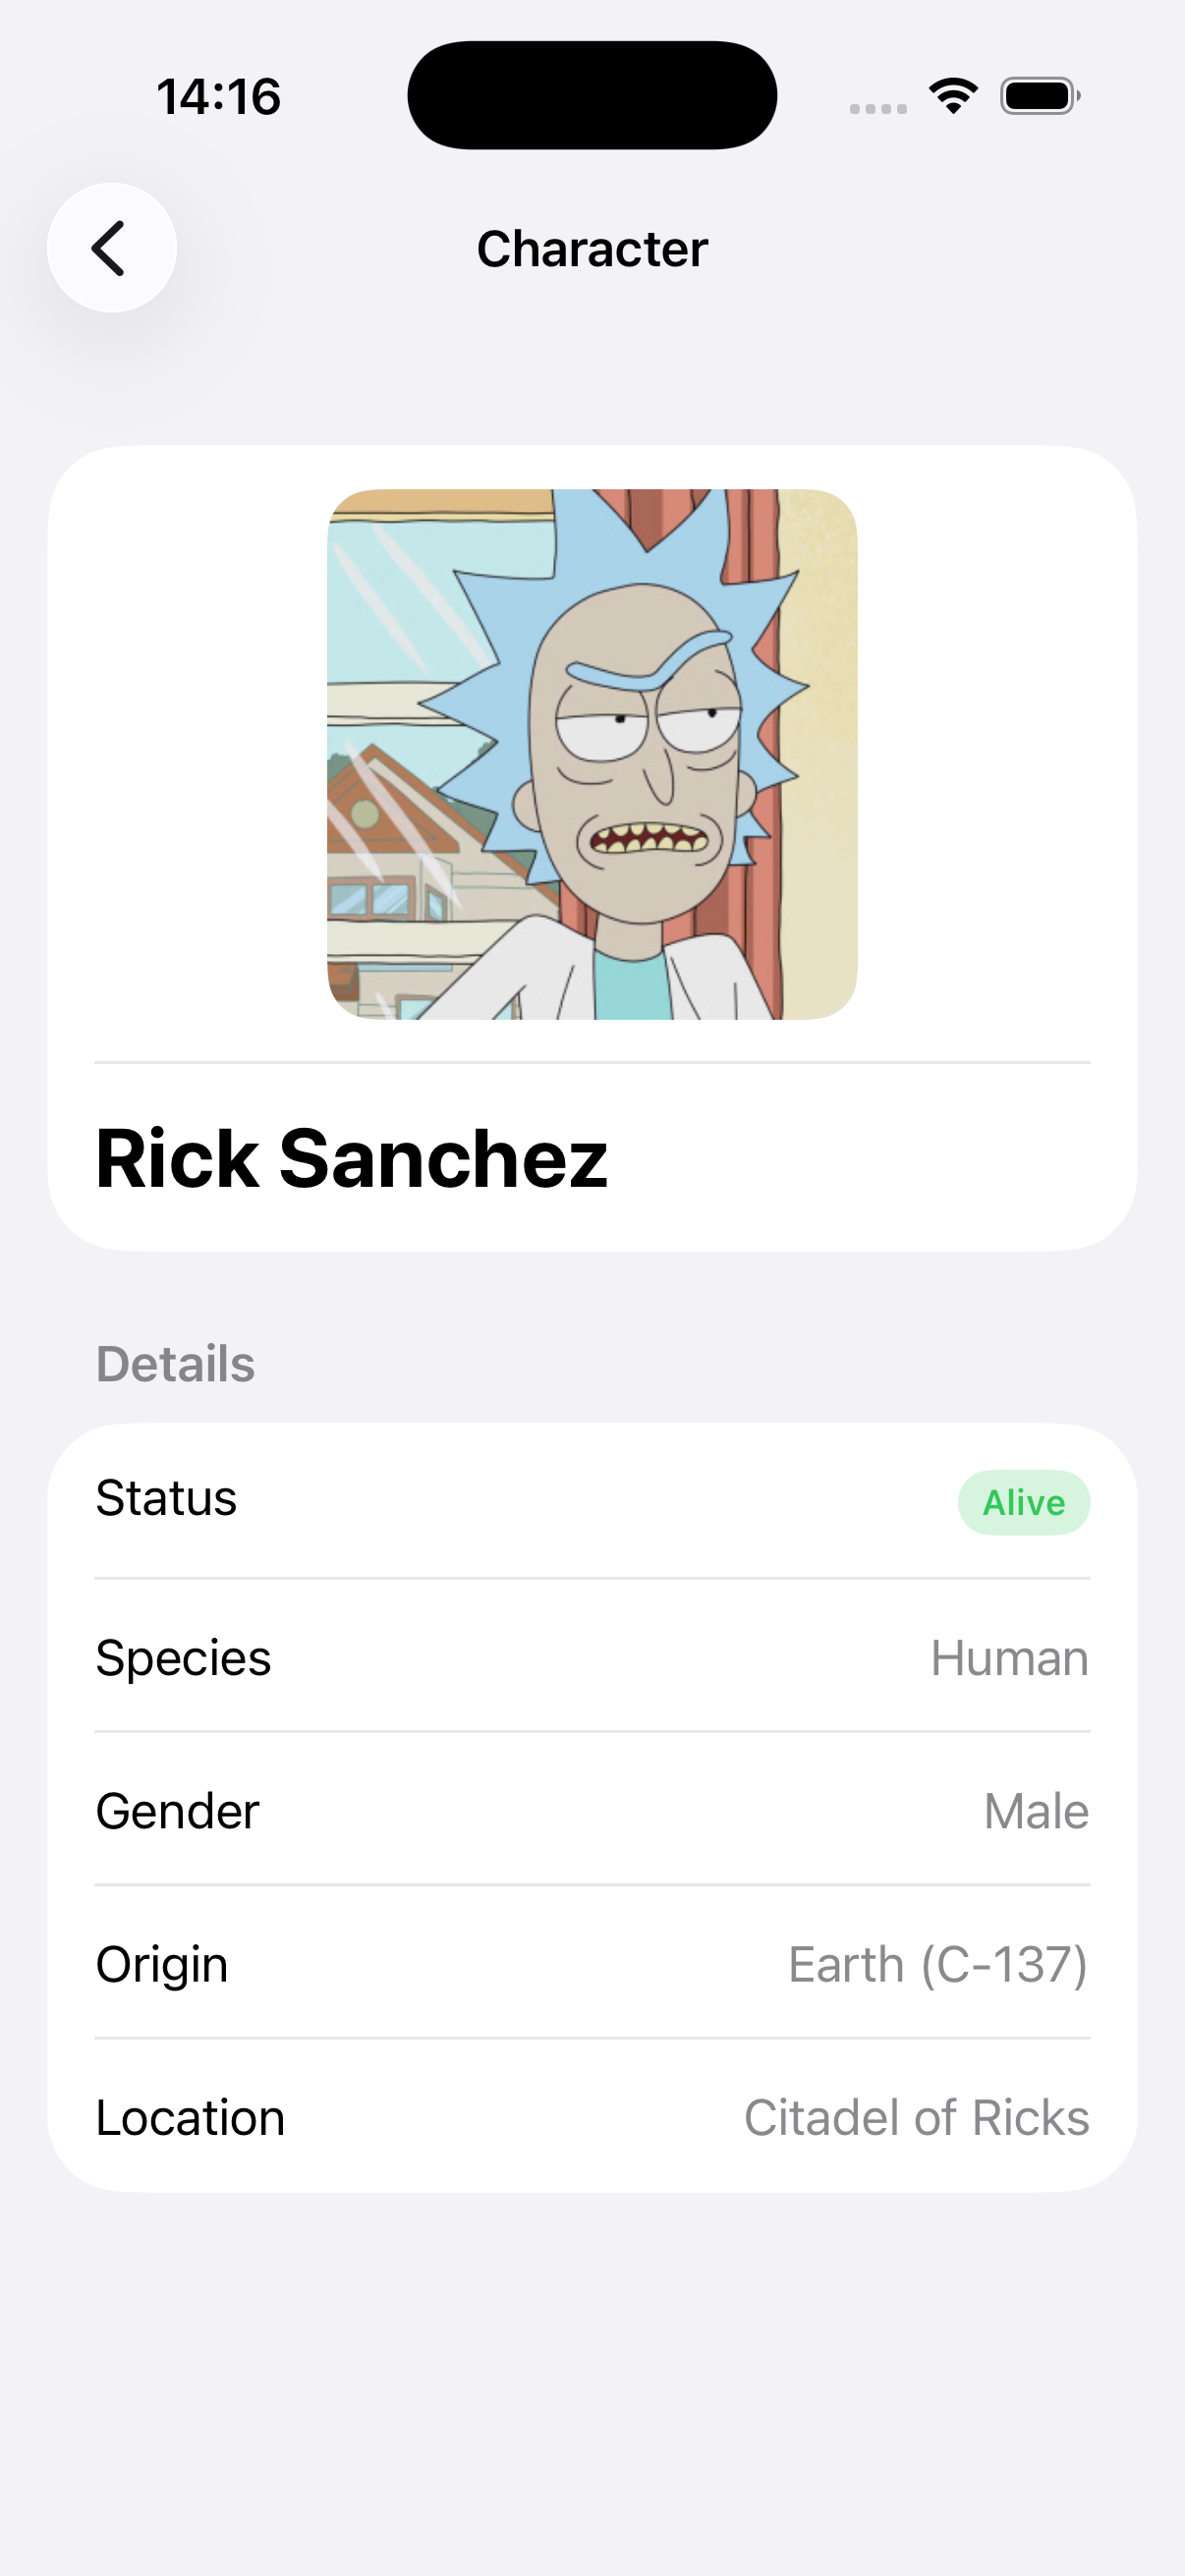 14:16
Character
Rick Sanchez
Details
Status Alive
Species Human
Gender Male
Origin Earth (C-137)
Location Citadel of Ricks